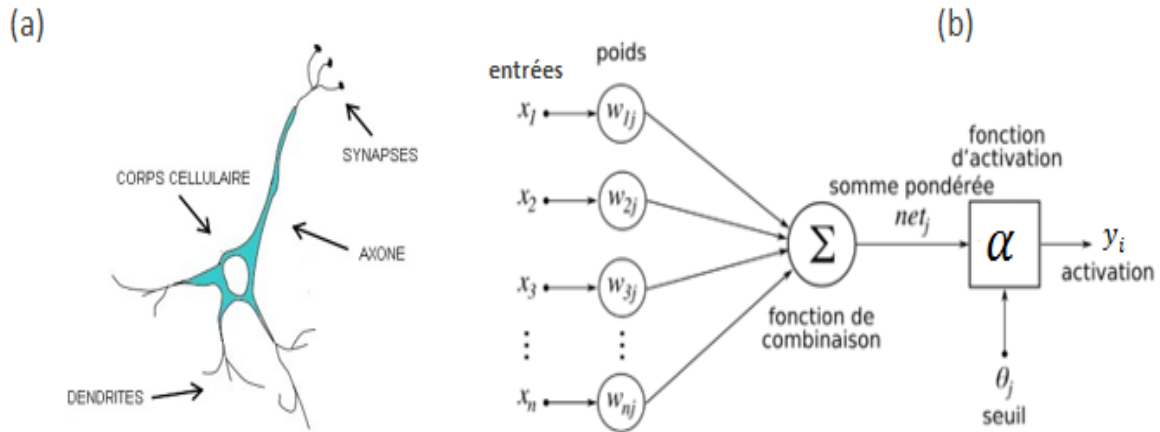 (a)
SYNAPSES
CORPS CELLULAIRE
AXONE
DENDRITES
(b)
entrées
poids
x₁
w₁ⱼ
x₂
w₂ⱼ
x₃
w₃ⱼ
⋮ ⋮
xₙ
wₙⱼ
Σ
fonction de
combinaison
somme pondérée
netⱼ
fonction
d'activation
α
yᵢ
activation
θⱼ
seuil